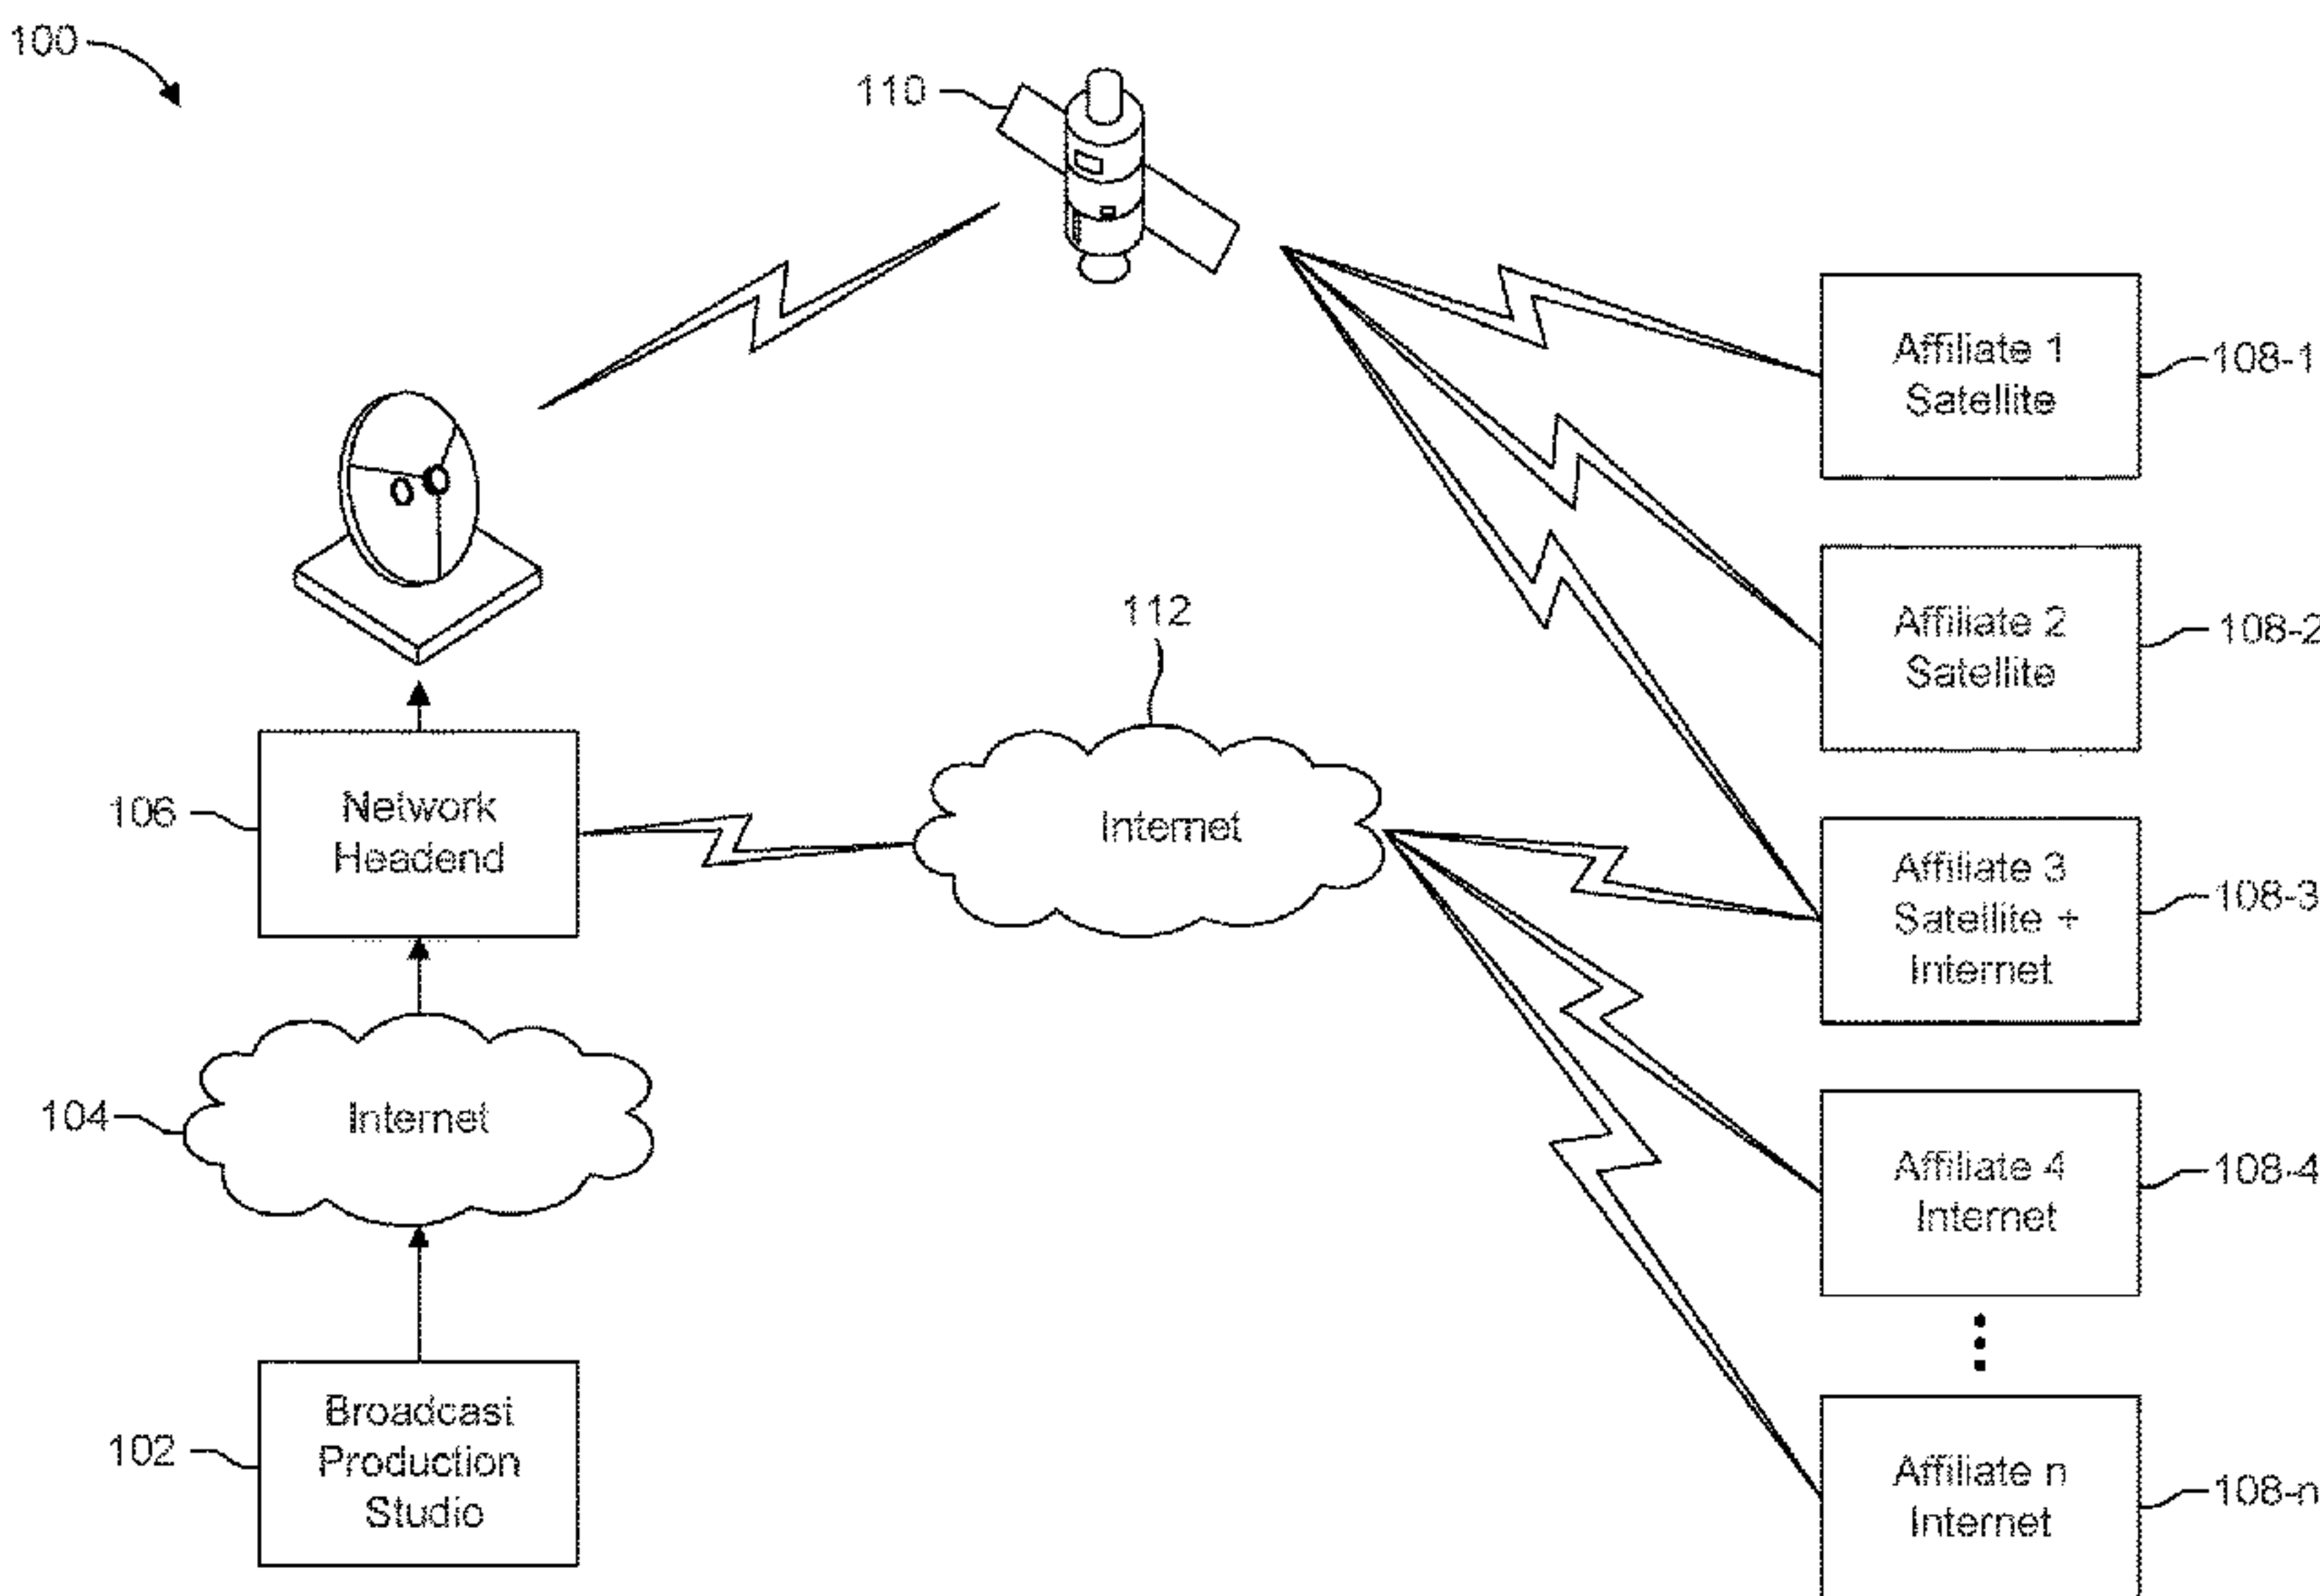 100
110
Affiliate 1
Satellite
108-1
Affiliate 2
Satellite
108-2
112
106
Network
Headend
Internet
Affiliate 3
Satellite +
Internet
108-3
104
Internet
Affiliate 4
Internet
108-4
102
Broadcast
Production
Studio
Affiliate n
Internet
108-n